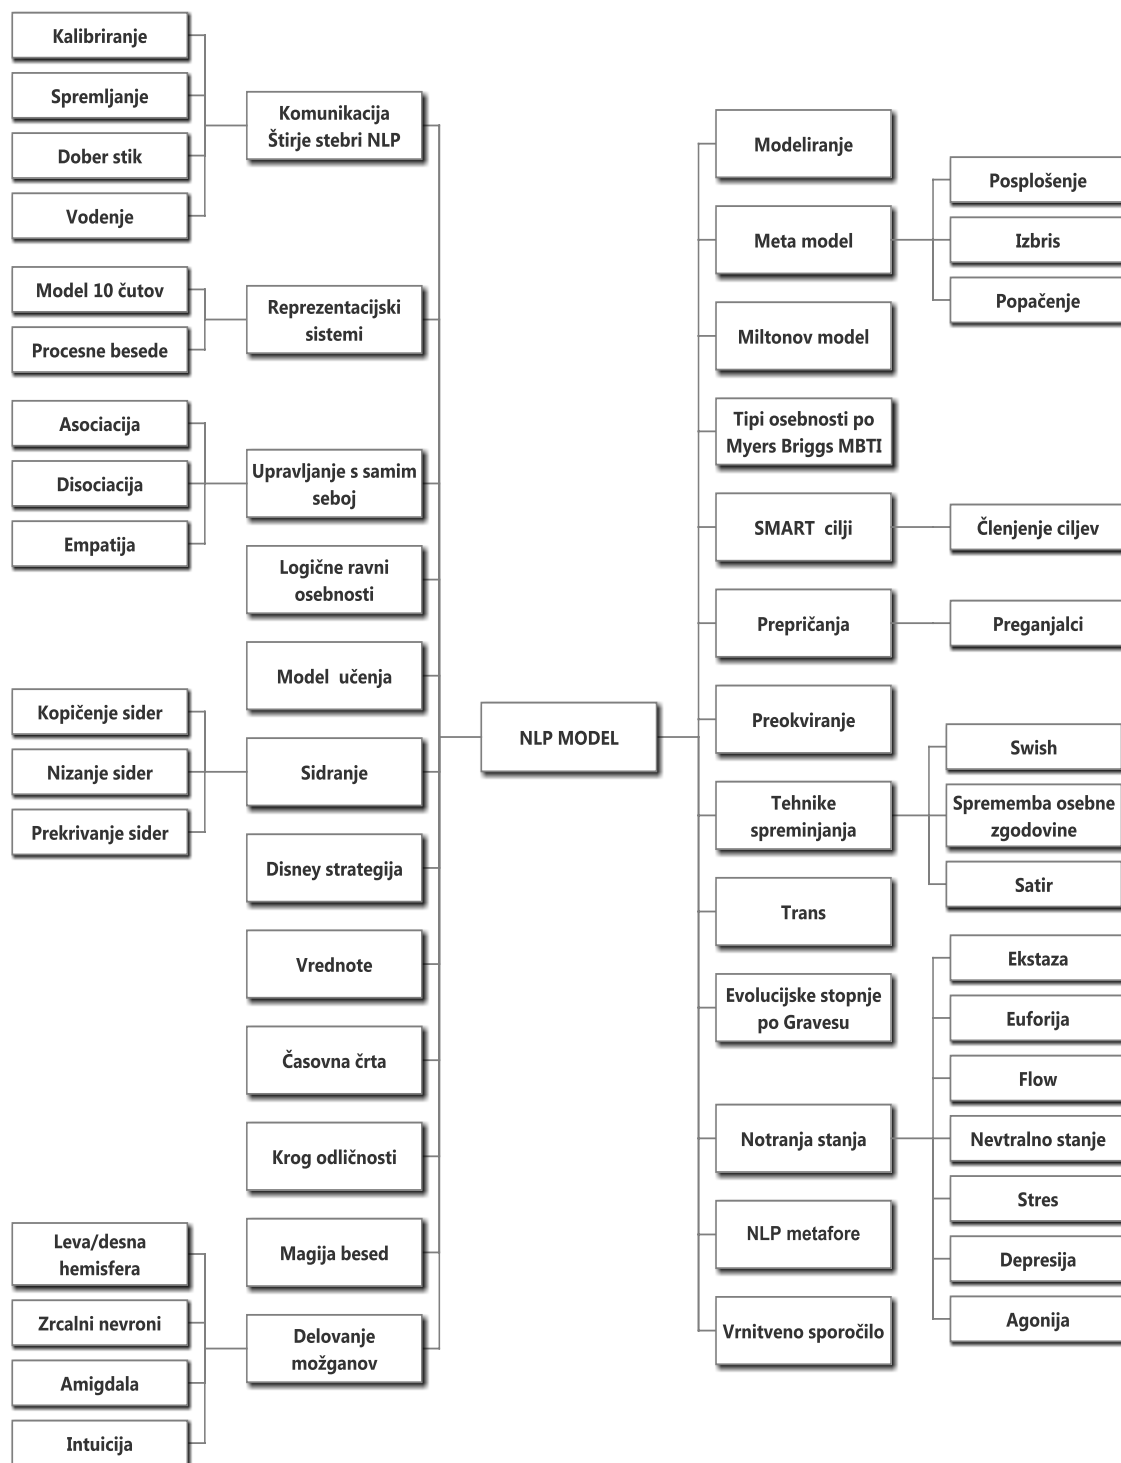 Kalibriranje
Spremljanje
Dober stik
Vodenje
Komunikacija
Štirje stebri NLP
Model 10 čutov
Procesne besede
Reprezentacijski
sistemi
Asociacija
Disociacija
Empatija
Upravljanje s samim
seboj
Logične ravni
osebnosti
Model učenja
Kopičenje sider
Nizanje sider
Prekrivanje sider
Sidranje
Disney strategija
Vrednote
Časovna črta
Krog odličnosti
Magija besed
Leva/desna
hemisfera
Zrcalni nevroni
Amigdala
Intuicija
Delovanje
možganov
NLP MODEL
Modeliranje
Meta model
Posplošenje
Izbris
Popačenje
Miltonov model
Tipi osebnosti po
Myers Briggs MBTI
SMART cilji
Členjenje ciljev
Prepričanja
Preganjalci
Preokviranje
Tehnike
spreminjanja
Swish
Sprememba osebne
zgodovine
Satir
Trans
Evolucijske stopnje
po Gravesu
Notranja stanja
Ekstaza
Euforija
Flow
Nevtralno stanje
Stres
Depresija
Agonija
NLP metafore
Vrnitveno sporočilo